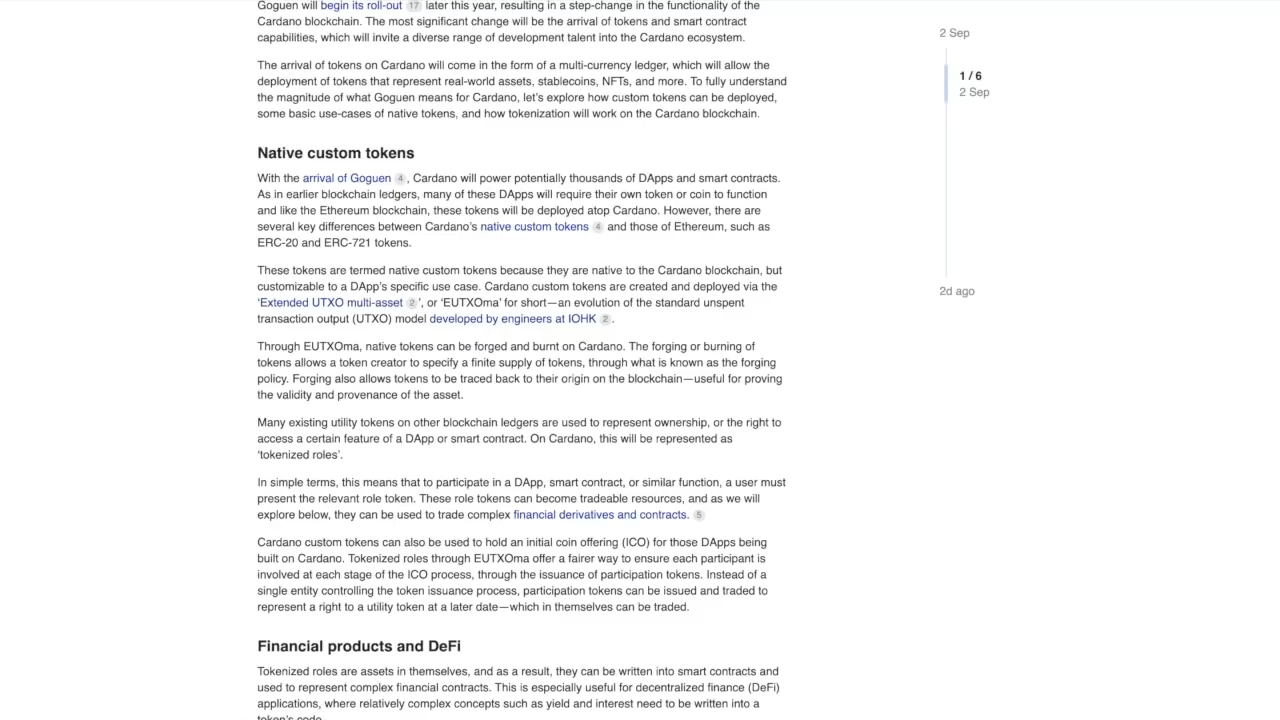 Goguen will begin its roll-out 17 later this year, resulting in a step-change in the functionality of the
Cardano blockchain. The most significant change will be the arrival of tokens and smart contract
capabilities, which will invite a diverse range of development talent into the Cardano ecosystem.
The arrival of tokens on Cardano will come in the form of a multi-currency ledger, which will allow the
deployment of tokens that represent real-world assets, stablecoins, NFTs, and more. To fully understand
the magnitude of what Goguen means for Cardano, let's explore how custom tokens can be deployed,
some basic use-cases of native tokens, and how tokenization will work on the Cardano blockchain.
Native custom tokens
With the arrival of Goguen 4, Cardano will power potentially thousands of DApps and smart contracts.
As in earlier blockchain ledgers, many of these DApps will require their own token or coin to function
and like the Ethereum blockchain, these tokens will be deployed atop Cardano. However, there are
several key differences between Cardano's native custom tokens 4 and those of Ethereum, such as
ERC-20 and ERC-721 tokens.
These tokens are termed native custom tokens because they are native to the Cardano blockchain, but
customizable to a DApp's specific use case. Cardano custom tokens are created and deployed via the
'Extended UTXO multi-asset 2', or 'EUTXOma' for short—an evolution of the standard unspent
transaction output (UTXO) model developed by engineers at IOHK 2.
Through EUTXOma, native tokens can be forged and burnt on Cardano. The forging or burning of
tokens allows a token creator to specify a finite supply of tokens, through what is known as the forging
policy. Forging also allows tokens to be traced back to their origin on the blockchain—useful for proving
the validity and provenance of the asset.
Many existing utility tokens on other blockchain ledgers are used to represent ownership, or the right to
access a certain feature of a DApp or smart contract. On Cardano, this will be represented as
'tokenized roles'.
In simple terms, this means that to participate in a DApp, smart contract, or similar function, a user must
present the relevant role token. These role tokens can become tradeable resources, and as we will
explore below, they can be used to trade complex financial derivatives and contracts. 5
Cardano custom tokens can also be used to hold an initial coin offering (ICO) for those DApps being
built on Cardano. Tokenized roles through EUTXOma offer a fairer way to ensure each participant is
involved at each stage of the ICO process, through the issuance of participation tokens. Instead of a
single entity controlling the token issuance process, participation tokens can be issued and traded to
represent a right to a utility token at a later date—which in themselves can be traded.
Financial products and DeFi
Tokenized roles are assets in themselves, and as a result, they can be written into smart contracts and
used to represent complex financial contracts. This is especially useful for decentralized finance (DeFi)
applications, where relatively complex concepts such as yield and interest need to be written into a
token's code.
2 Sep
1 / 6
2 Sep
2d ago